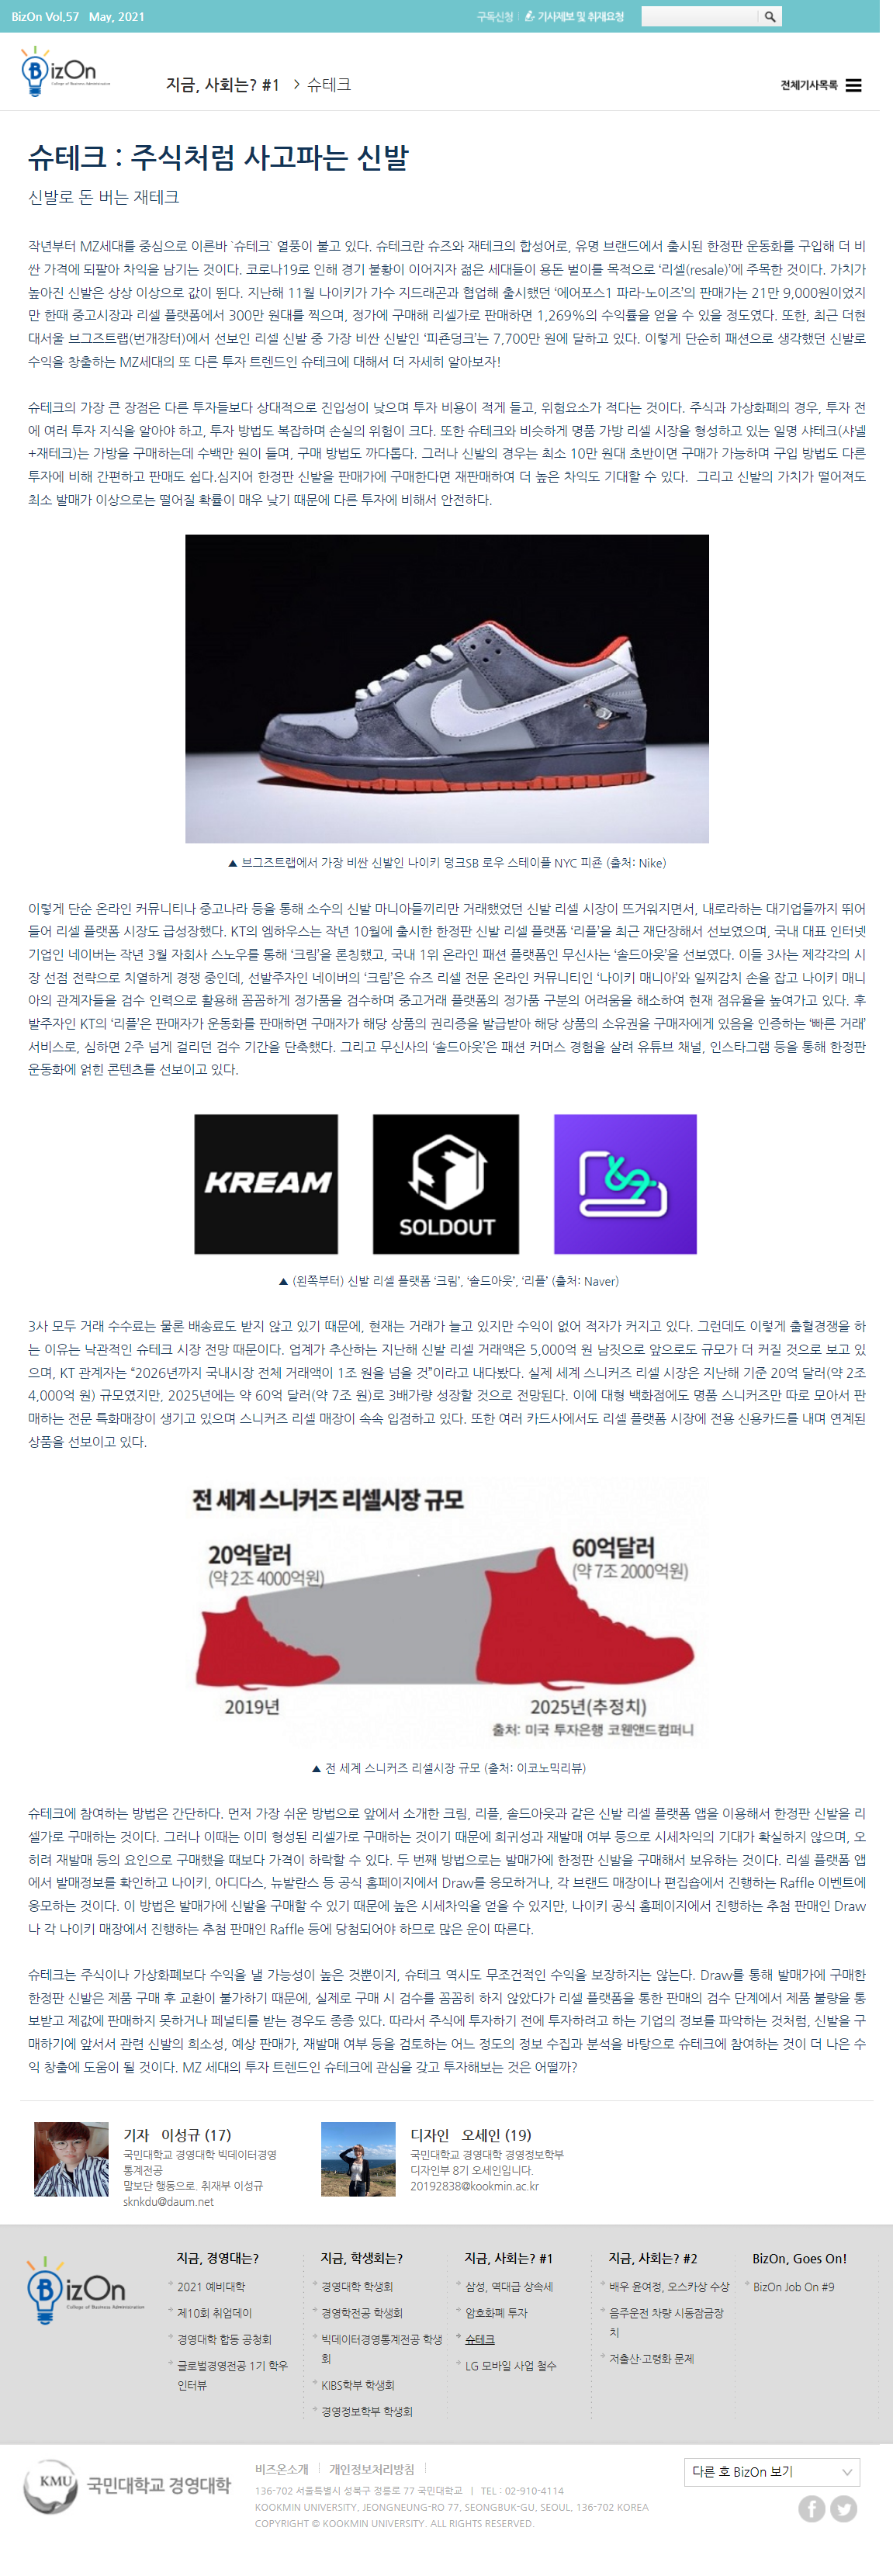 BizOn Vol.57 May, 2021
구독신청 기사제보 및 취재요청
BizOn
College of Business Administration
지금, 사회는? #1 > 슈테크
전체기사목록
슈테크 : 주식처럼 사고파는 신발
신발로 돈 버는 재테크
작년부터 MZ세대를 중심으로 이른바 `슈테크` 열풍이 불고 있다. 슈테크란 슈즈와 재테크의 합성어로, 유명 브랜드에서 출시된 한정판 운동화를 구입해 더 비
싼 가격에 되팔아 차익을 남기는 것이다. 코로나19로 인해 경기 불황이 이어지자 젊은 세대들이 용돈 벌이를 목적으로 ‘리셀(resale)’에 주목한 것이다. 가치가
높아진 신발은 상상 이상으로 값이 뛴다. 지난해 11월 나이키가 가수 지드래곤과 협업해 출시했던 ‘에어포스1 파라-노이즈’의 판매가는 21만 9,000원이었지
만 한때 중고시장과 리셀 플랫폼에서 300만 원대를 찍으며, 정가에 구매해 리셀가로 판매하면 1,269%의 수익률을 얻을 수 있을 정도였다. 또한, 최근 더현
대서울 브그즈트랩(번개장터)에서 선보인 리셀 신발 중 가장 비싼 신발인 ‘피죤덩크’는 7,700만 원에 달하고 있다. 이렇게 단순히 패션으로 생각했던 신발로
수익을 창출하는 MZ세대의 또 다른 투자 트렌드인 슈테크에 대해서 더 자세히 알아보자!
슈테크의 가장 큰 장점은 다른 투자들보다 상대적으로 진입성이 낮으며 투자 비용이 적게 들고, 위험요소가 적다는 것이다. 주식과 가상화폐의 경우, 투자 전
에 여러 투자 지식을 알아야 하고, 투자 방법도 복잡하며 손실의 위험이 크다. 또한 슈테크와 비슷하게 명품 가방 리셀 시장을 형성하고 있는 일명 샤테크(샤넬
+재테크)는 가방을 구매하는데 수백만 원이 들며, 구매 방법도 까다롭다. 그러나 신발의 경우는 최소 10만 원대 초반이면 구매가 가능하며 구입 방법도 다른
투자에 비해 간편하고 판매도 쉽다.심지어 한정판 신발을 판매가에 구매한다면 재판매하여 더 높은 차익도 기대할 수 있다. 그리고 신발의 가치가 떨어져도
최소 발매가 이상으로는 떨어질 확률이 매우 낮기 때문에 다른 투자에 비해서 안전하다.
▲ 브그즈트랩에서 가장 비싼 신발인 나이키 덩크SB 로우 스테이플 NYC 피죤 (출처: Nike)
이렇게 단순 온라인 커뮤니티나 중고나라 등을 통해 소수의 신발 마니아들끼리만 거래했었던 신발 리셀 시장이 뜨거워지면서, 내로라하는 대기업들까지 뛰어
들어 리셀 플랫폼 시장도 급성장했다. KT의 엠하우스는 작년 10월에 출시한 한정판 신발 리셀 플랫폼 ‘리플’을 최근 재단장해서 선보였으며, 국내 대표 인터넷
기업인 네이버는 작년 3월 자회사 스노우를 통해 ‘크림’을 론칭했고, 국내 1위 온라인 패션 플랫폼인 무신사는 ‘솔드아웃’을 선보였다. 이들 3사는 제각각의 시
장 선점 전략으로 치열하게 경쟁 중인데, 선발주자인 네이버의 ‘크림’은 슈즈 리셀 전문 온라인 커뮤니티인 ‘나이키 매니아’와 일찌감치 손을 잡고 나이키 매니
아의 관계자들을 검수 인력으로 활용해 꼼꼼하게 정가품을 검수하며 중고거래 플랫폼의 정가품 구분의 어려움을 해소하여 현재 점유율을 높여가고 있다. 후
발주자인 KT의 ‘리플’은 판매자가 운동화를 판매하면 구매자가 해당 상품의 권리증을 발급받아 해당 상품의 소유권을 구매자에게 있음을 인증하는 ‘빠른 거래’
서비스로, 심하면 2주 넘게 걸리던 검수 기간을 단축했다. 그리고 무신사의 ‘솔드아웃’은 패션 커머스 경험을 살려 유튜브 채널, 인스타그램 등을 통해 한정판
운동화에 얽힌 콘텐츠를 선보이고 있다.
KREAM
SOLDOUT
▲ (왼쪽부터) 신발 리셀 플랫폼 ‘크림’, ‘솔드아웃’, ‘리플’ (출처: Naver)
3사 모두 거래 수수료는 물론 배송료도 받지 않고 있기 때문에, 현재는 거래가 늘고 있지만 수익이 없어 적자가 커지고 있다. 그런데도 이렇게 출혈경쟁을 하
는 이유는 낙관적인 슈테크 시장 전망 때문이다. 업계가 추산하는 지난해 신발 리셀 거래액은 5,000억 원 남짓으로 앞으로도 규모가 더 커질 것으로 보고 있
으며, KT 관계자는 “2026년까지 국내시장 전체 거래액이 1조 원을 넘을 것”이라고 내다봤다. 실제 세계 스니커즈 리셀 시장은 지난해 기준 20억 달러(약 2조
4,000억 원) 규모였지만, 2025년에는 약 60억 달러(약 7조 원)로 3배가량 성장할 것으로 전망된다. 이에 대형 백화점에도 명품 스니커즈만 따로 모아서 판
매하는 전문 특화매장이 생기고 있으며 스니커즈 리셀 매장이 속속 입점하고 있다. 또한 여러 카드사에서도 리셀 플랫폼 시장에 전용 신용카드를 내며 연계된
상품을 선보이고 있다.
전 세계 스니커즈 리셀시장 규모
20억달러
(약 2조 4000억원)
60억달러
(약 7조 2000억원)
2019년
2025년(추정치)
출처: 미국 투자은행 코웬앤드컴퍼니
▲ 전 세계 스니커즈 리셀시장 규모 (출처: 이코노믹리뷰)
슈테크에 참여하는 방법은 간단하다. 먼저 가장 쉬운 방법으로 앞에서 소개한 크림, 리플, 솔드아웃과 같은 신발 리셀 플랫폼 앱을 이용해서 한정판 신발을 리
셀가로 구매하는 것이다. 그러나 이때는 이미 형성된 리셀가로 구매하는 것이기 때문에 희귀성과 재발매 여부 등으로 시세차익의 기대가 확실하지 않으며, 오
히려 재발매 등의 요인으로 구매했을 때보다 가격이 하락할 수 있다. 두 번째 방법으로는 발매가에 한정판 신발을 구매해서 보유하는 것이다. 리셀 플랫폼 앱
에서 발매정보를 확인하고 나이키, 아디다스, 뉴발란스 등 공식 홈페이지에서 Draw를 응모하거나, 각 브랜드 매장이나 편집숍에서 진행하는 Raffle 이벤트에
응모하는 것이다. 이 방법은 발매가에 신발을 구매할 수 있기 때문에 높은 시세차익을 얻을 수 있지만, 나이키 공식 홈페이지에서 진행하는 추첨 판매인 Draw
나 각 나이키 매장에서 진행하는 추첨 판매인 Raffle 등에 당첨되어야 하므로 많은 운이 따른다.
슈테크는 주식이나 가상화폐보다 수익을 낼 가능성이 높은 것뿐이지, 슈테크 역시도 무조건적인 수익을 보장하지는 않는다. Draw를 통해 발매가에 구매한
한정판 신발은 제품 구매 후 교환이 불가하기 때문에, 실제로 구매 시 검수를 꼼꼼히 하지 않았다가 리셀 플랫폼을 통한 판매의 검수 단계에서 제품 불량을 통
보받고 제값에 판매하지 못하거나 페널티를 받는 경우도 종종 있다. 따라서 주식에 투자하기 전에 투자하려고 하는 기업의 정보를 파악하는 것처럼, 신발을 구
매하기에 앞서서 관련 신발의 희소성, 예상 판매가, 재발매 여부 등을 검토하는 어느 정도의 정보 수집과 분석을 바탕으로 슈테크에 참여하는 것이 더 나은 수
익 창출에 도움이 될 것이다. MZ 세대의 투자 트렌드인 슈테크에 관심을 갖고 투자해보는 것은 어떨까?
기자 이성규 (17)
국민대학교 경영대학 빅데이터경영
통계전공
말보단 행동으로. 취재부 이성규
sknkdu@daum.net
디자인 오세인 (19)
국민대학교 경영대학 경영정보학부
디자인부 8기 오세인입니다.
20192838@kookmin.ac.kr
BizOn
College of Business Administration
지금, 경영대는?
2021 예비대학
제10회 취업데이
경영대학 합동 공청회
글로벌경영전공 1기 학우
인터뷰
지금, 학생회는?
경영대학 학생회
경영학전공 학생회
빅데이터경영통계전공 학생
회
KIBS학부 학생회
경영정보학부 학생회
지금, 사회는? #1
삼성, 역대급 상속세
암호화폐 투자
슈테크
LG 모바일 사업 철수
지금, 사회는? #2
배우 윤여정, 오스카상 수상
음주운전 차량 시동잠금장
치
저출산·고령화 문제
BizOn, Goes On!
BizOn Job On #9
KMU 국민대학교 경영대학
비즈온소개 개인정보처리방침
136-702 서울특별시 성북구 정릉로 77 국민대학교 | TEL : 02-910-4114
KOOKMIN UNIVERSITY, JEONGNEUNG-RO 77, SEONGBUK-GU, SEOUL, 136-702 KOREA
COPYRIGHT © KOOKMIN UNIVERSITY. ALL RIGHTS RESERVED.
다른 호 BizOn 보기